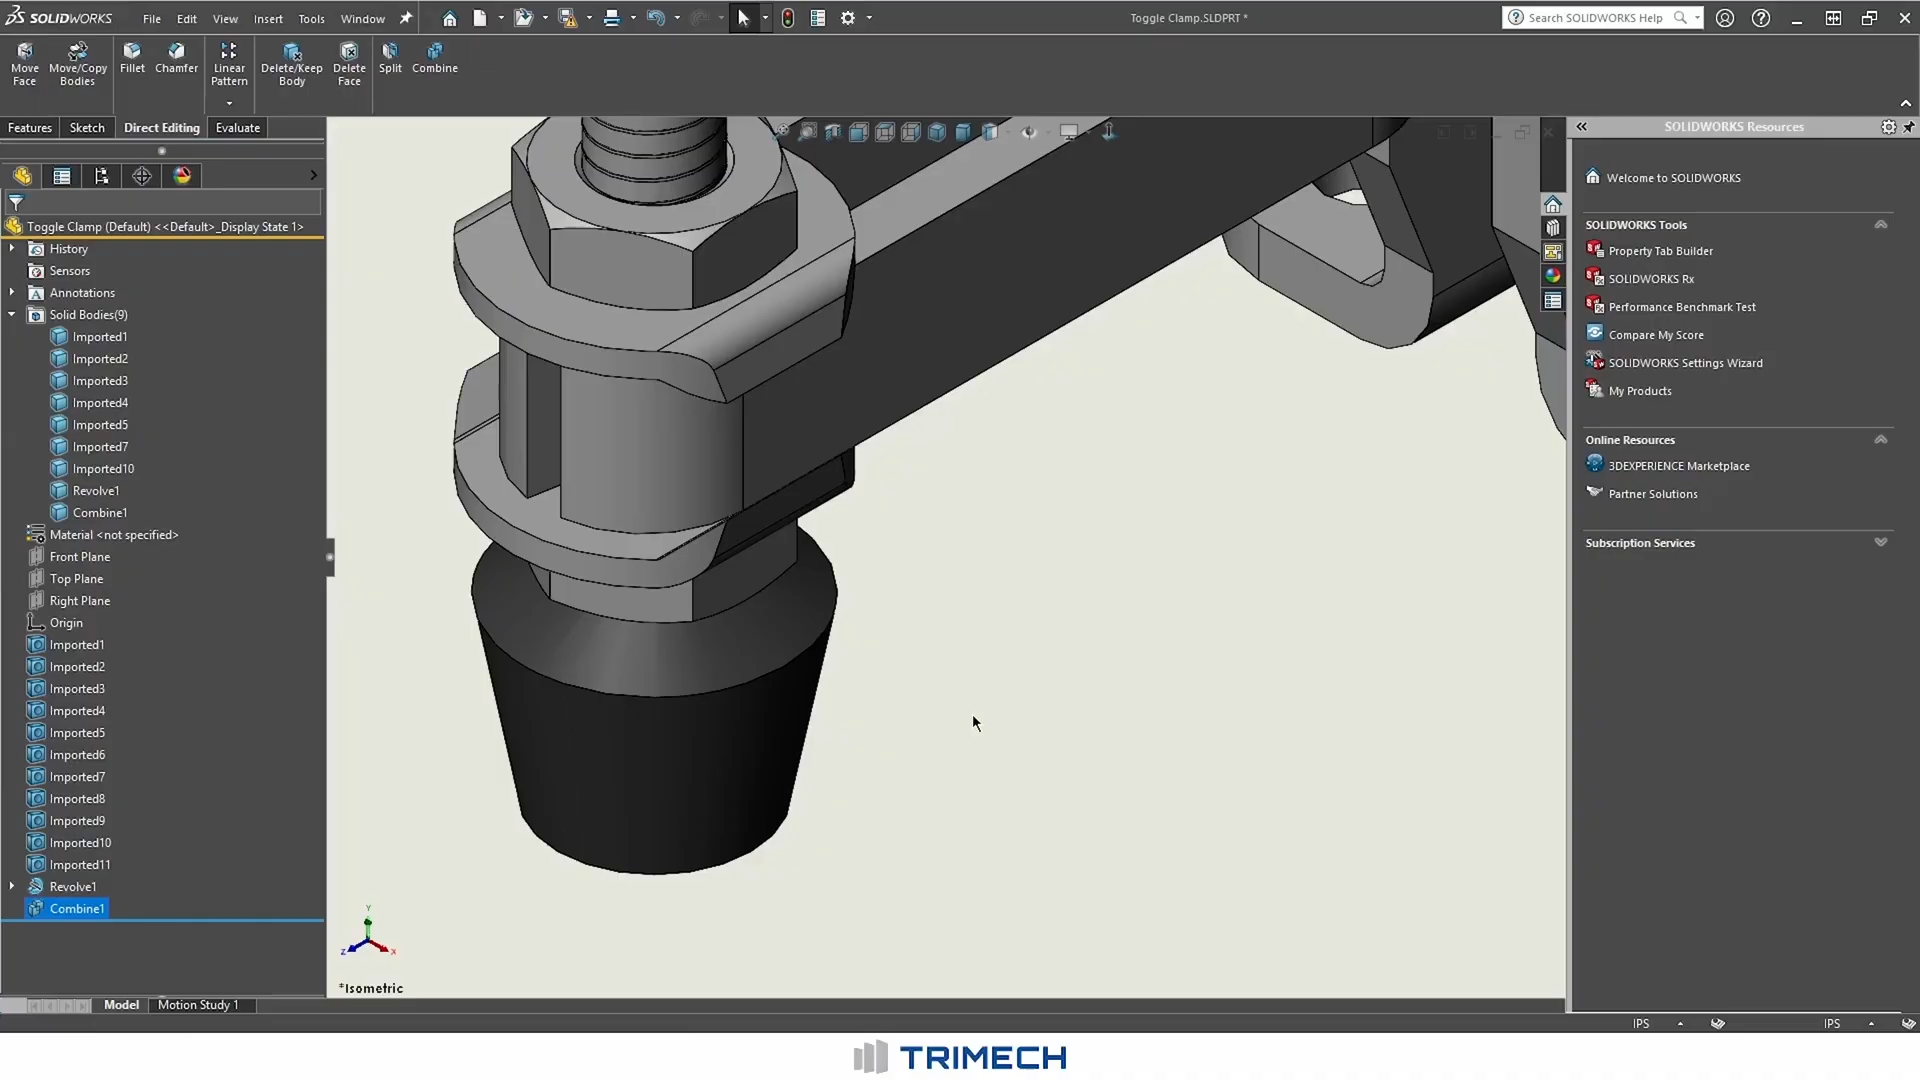 SOLIDWORKS File Edit View Insert Tools Window Toggle Clamp.SLDPRT * Search SOLIDWORKS Help
Move Face Move/Copy Bodies Fillet Chamfer Linear Pattern Delete/Keep Body Delete Face Split Combine
Features Sketch Direct Editing Evaluate
Toggle Clamp (Default) <<Default>_Display State 1>
History
Sensors
Annotations
Solid Bodies(9)
Imported1
Imported2
Imported3
Imported4
Imported5
Imported7
Imported10
Revolve1
Combine1
Material <not specified>
Front Plane
Top Plane
Right Plane
Origin
Imported1
Imported2
Imported3
Imported4
Imported5
Imported6
Imported7
Imported8
Imported9
Imported10
Imported11
Revolve1
Combine1
Y
Z X
*Isometric
SOLIDWORKS Resources
Welcome to SOLIDWORKS
SOLIDWORKS Tools
Property Tab Builder
SOLIDWORKS Rx
Performance Benchmark Test
Compare My Score
SOLIDWORKS Settings Wizard
My Products
Online Resources
3DEXPERIENCE Marketplace
Partner Solutions
Subscription Services
Model Motion Study 1
IPS IPS
TRIMECH